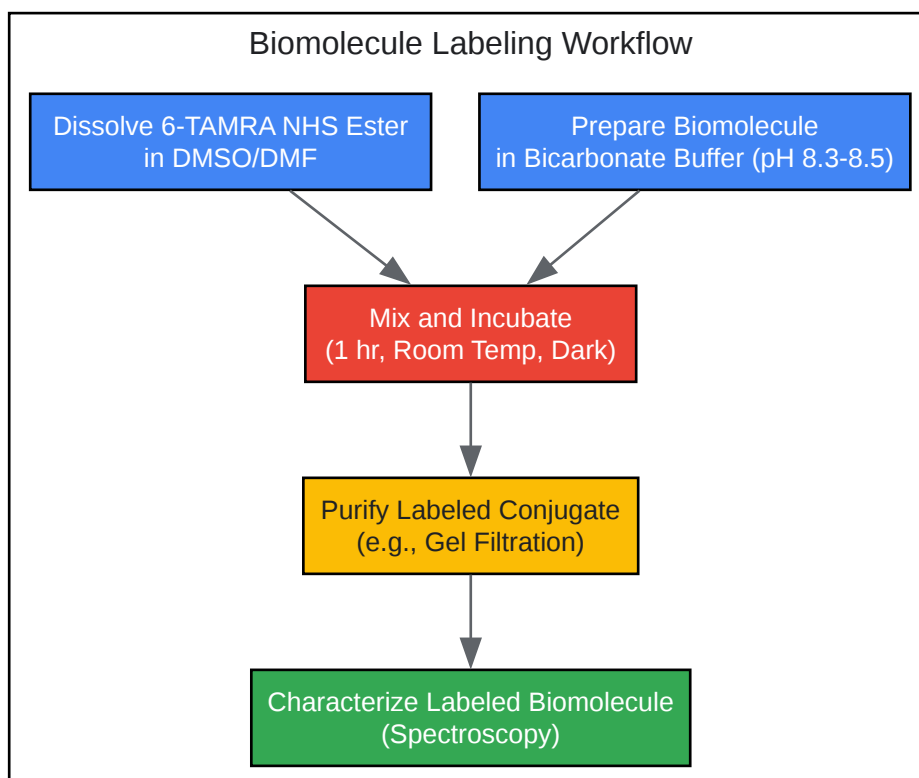 Biomolecule Labeling Workflow
Dissolve 6-TAMRA NHS Ester
in DMSO/DMF
Prepare Biomolecule
in Bicarbonate Buffer (pH 8.3-8.5)
Mix and Incubate
(1 hr, Room Temp, Dark)
Purify Labeled Conjugate
(e.g., Gel Filtration)
Characterize Labeled Biomolecule
(Spectroscopy)